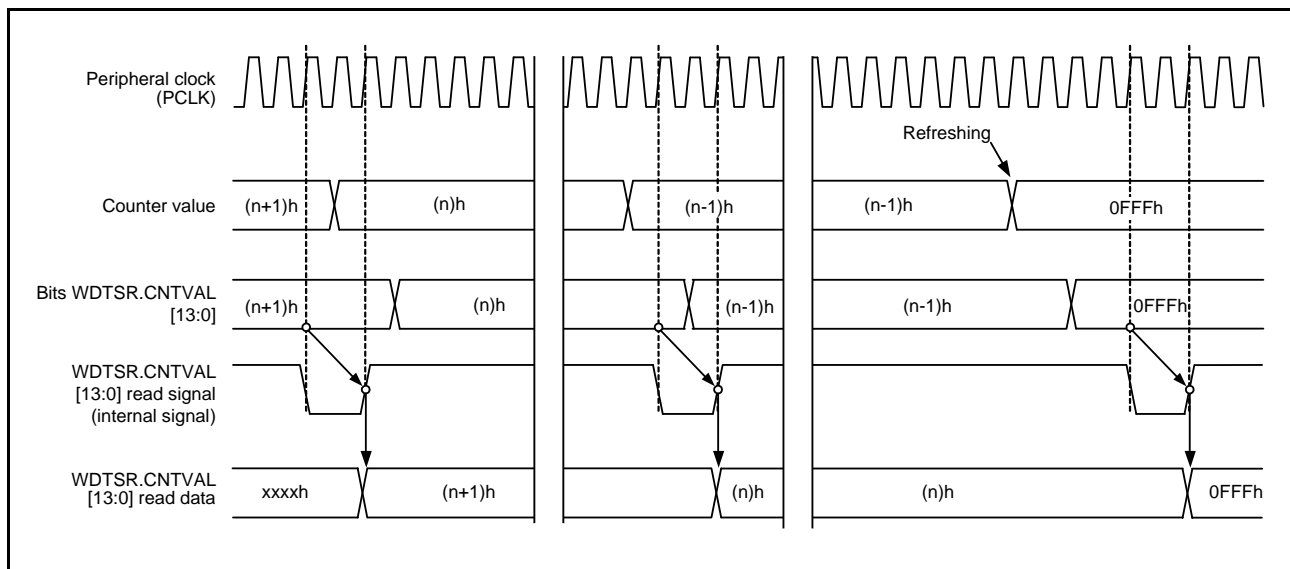 Peripheral clock
(PCLK)
Refreshing
Counter value
(n+1)h
(n)h
(n-1)h
(n-1)h
0FFFh
Bits WDTSR.CNTVAL
[13:0]
(n+1)h
(n)h
(n-1)h
(n-1)h
0FFFh
WDTSR.CNTVAL
[13:0] read signal
(internal signal)
WDTSR.CNTVAL
[13:0] read data
xxxxh
(n+1)h
(n)h
(n)h
0FFFh